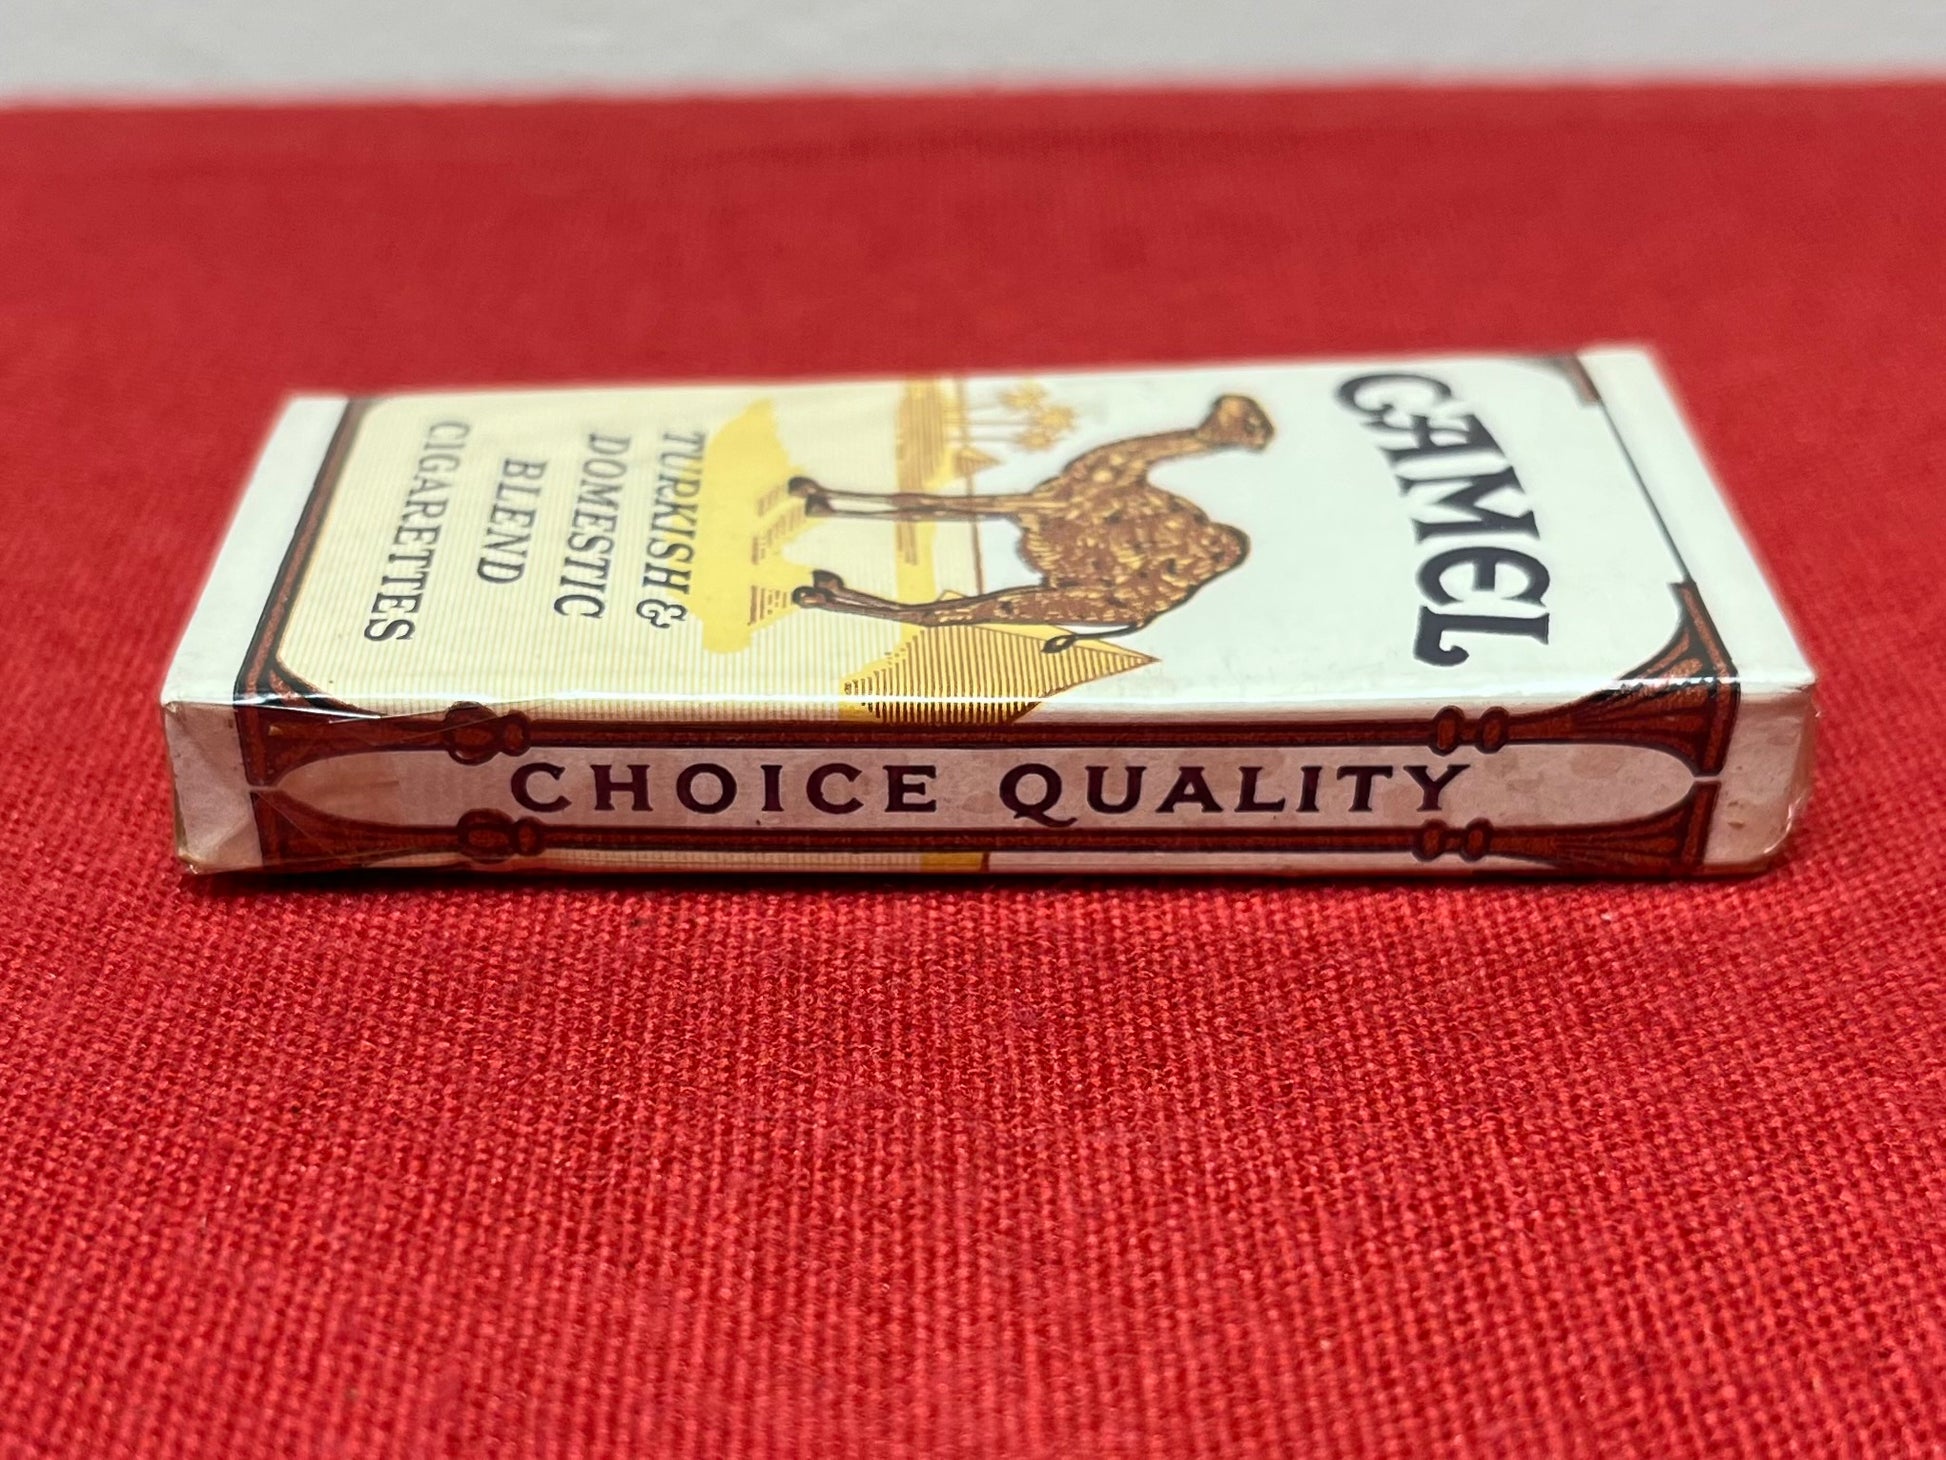 CAMEL
TURKISH &
DOMESTIC
BLEND
CIGARETTES
CHOICE QUALITY